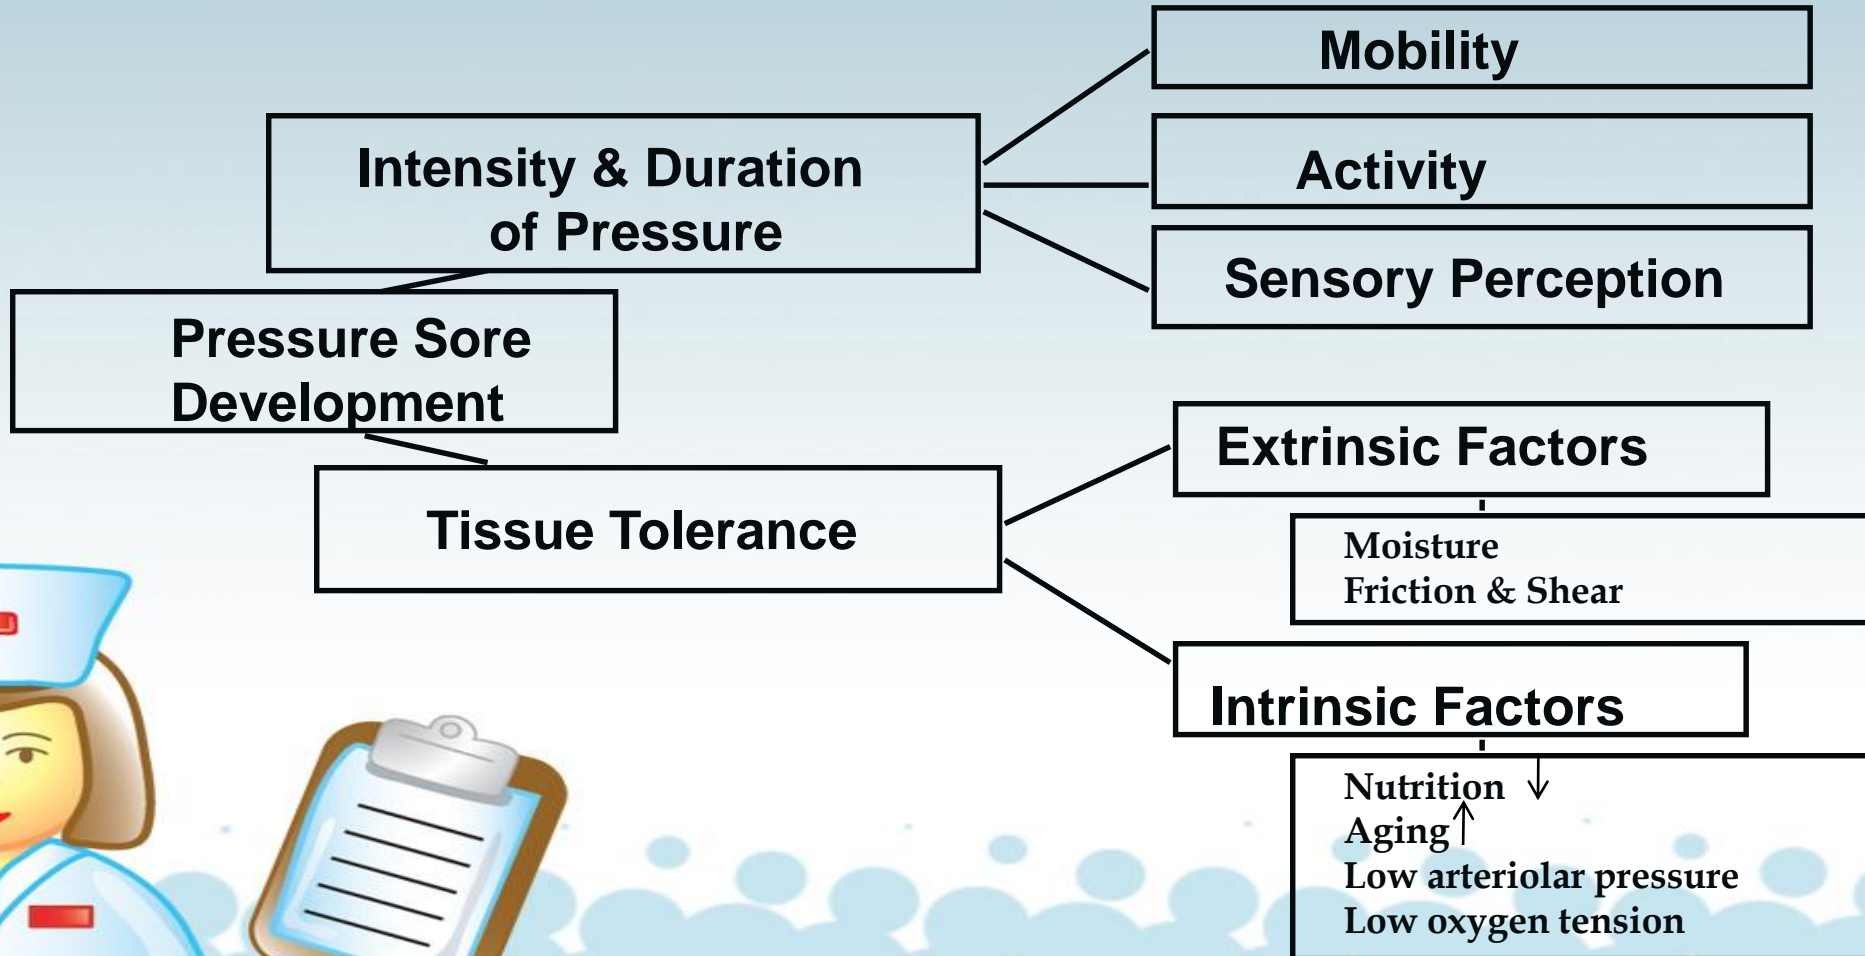 Mobility
Intensity & Duration
of Pressure
Activity
Sensory Perception
Pressure Sore
Development
Tissue Tolerance
Extrinsic Factors
Moisture
Friction & Shear
Intrinsic Factors
Nutrition ↓
Aging ↑
Low arteriolar pressure
Low oxygen tension